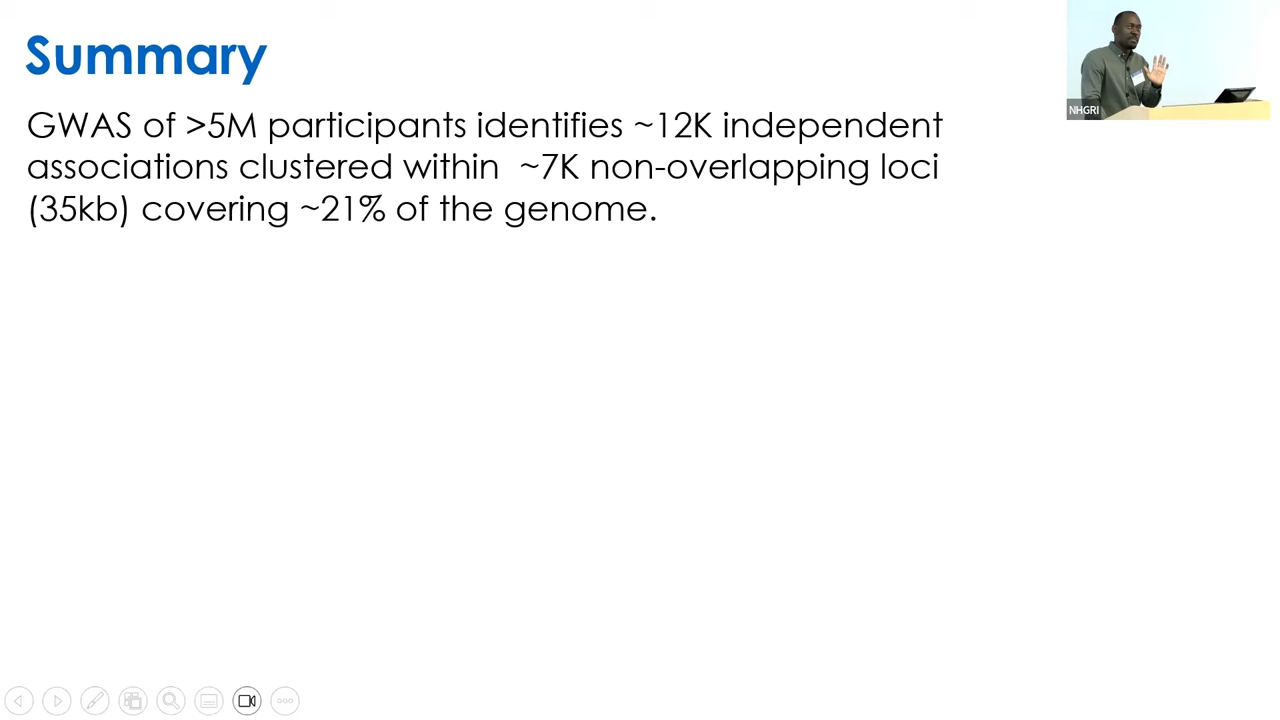 Summary
GWAS of >5M participants identifies ~12K independent
associations clustered within ~7K non-overlapping loci
(35kb) covering ~21% of the genome.
NHGRI